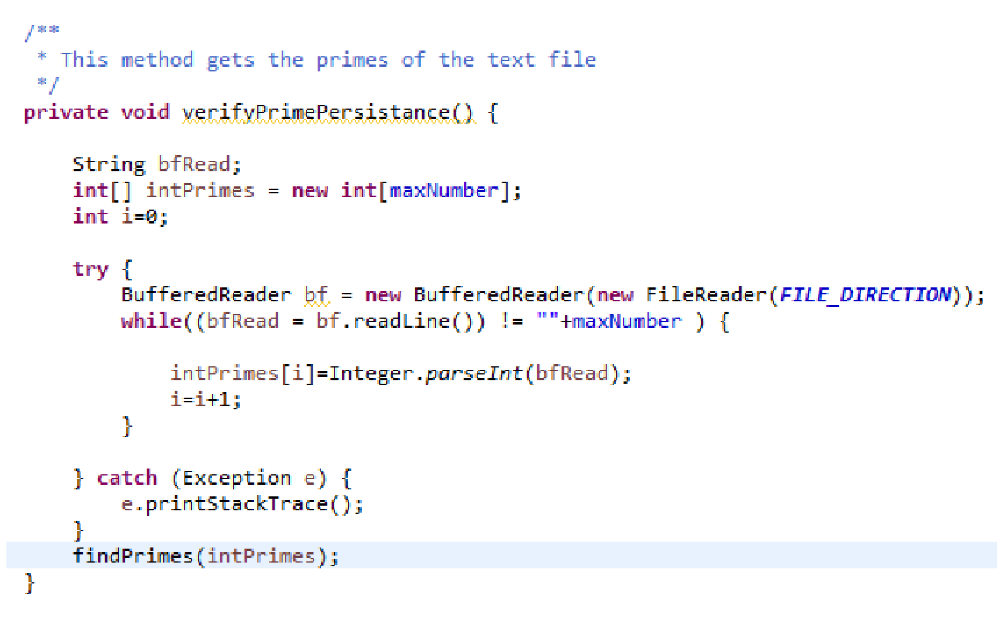 /**
 * This method gets the primes of the text file
 */
private void verifyPrimePersistance() {
String bfRead;
int[] intPrimes = new int[maxNumber];
int i=0;
try {
BufferedReader bf = new BufferedReader(new FileReader(FILE_DIRECTION));
while((bfRead = bf.readLine()) != ""+maxNumber ) {
intPrimes[i]=Integer.parseInt(bfRead);
i=i+1;
}
} catch (Exception e) {
e.printStackTrace();
}
findPrimes(intPrimes);
}